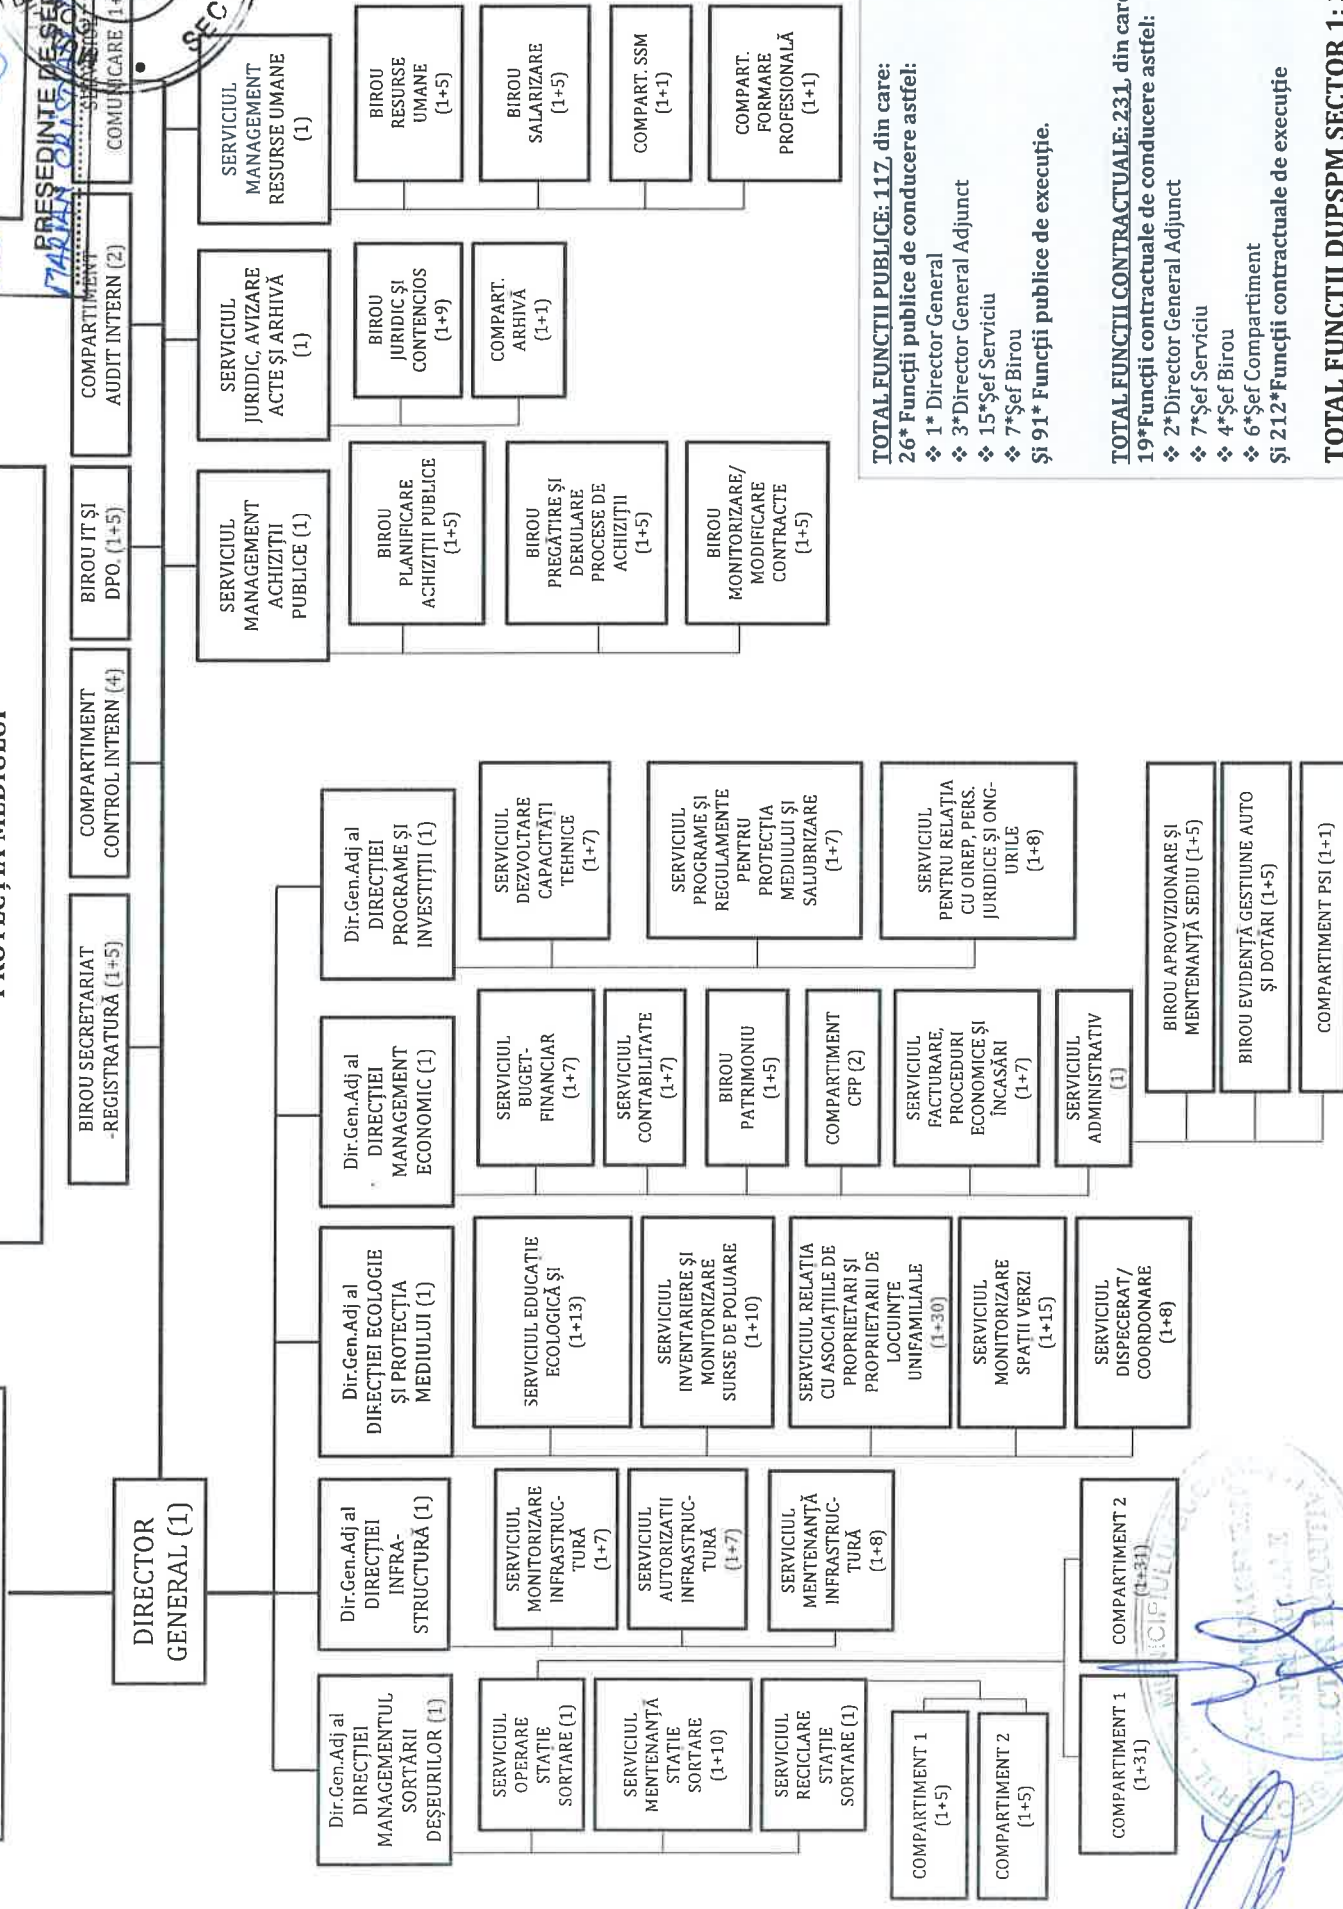 PROTECȚIA MEDIULUI
PREȘEDINTE DE
MARIAN
DIRECTOR
GENERAL (1)
BIROU SECRETARIAT
-REGISTRATURĂ (1+5)
COMPARTIMENT
CONTROL INTERN (4)
BIROU IT ȘI
DPO. (1+5)
COMPARTIMENT
AUDIT INTERN (2)
COMUNICARE
SERVICIUL
MANAGEMENT
ACHIZIȚII
PUBLICE (1)
BIROU
PLANIFICARE
ACHIZIȚII PUBLICE
(1+5)
BIROU
PREGĂTIRE ȘI
DERULARE
PROCESE DE
ACHIZIȚII
(1+5)
BIROU
MONITORIZARE/
MODIFICARE
CONTRACTE
(1+5)
SERVICIUL
JURIDIC, AVIZARE
ACTE ȘI ARHIVĂ
(1)
BIROU
JURIDIC ȘI
CONTENCIOS
(1+9)
COMPART.
ARHIVĂ
(1+1)
SERVICIUL
MANAGEMENT
RESURSE UMANE
(1)
BIROU
RESURSE
UMANE
(1+5)
BIROU
SALARIZARE
(1+5)
COMPART. SSM
(1+1)
COMPART.
FORMARE
PROFESIONALĂ
(1+1)
Dir.Gen.Adj al
DIRECȚIEI
MANAGEMENTUL
SORTĂRII
DEȘEURILOR (1)
SERVICIUL
OPERARE
STAȚIE
SORTARE (1)
SERVICIUL
MENTENANȚĂ
STAȚIE
SORTARE
(1+10)
SERVICIUL
RECICLARE
STAȚIE
SORTARE (1)
COMPARTIMENT 1
(1+5)
COMPARTIMENT 2
(1+5)
COMPARTIMENT 1
(1+31)
COMPARTIMENT 2
(1+31)
Dir.Gen.Adj al
DIRECȚIEI
INFRA-
STRUCTURĂ (1)
SERVICIUL
MONITORIZARE
INFRASTRUC-
TURĂ
(1+7)
SERVICIUL
AUTORIZATII
INFRASTRUC-
TURĂ
(1+7)
SERVICIUL
MENTENANȚĂ
INFRASTRUC-
TURĂ
(1+8)
Dir.Gen.Adj al
DIRECȚIEI ECOLOGIE
ȘI PROTECȚIA
MEDIULUI (1)
SERVICIUL EDUCAȚIE
ECOLOGICĂ ȘI
(1+13)
SERVICIUL
INVENTARIERE ȘI
MONITORIZARE
SURSE DE POLUARE
(1+10)
SERVICIUL RELAȚIA
CU ASOCIAȚIILE DE
PROPRIETARI ȘI
PROPRIETARII DE
LOCUINȚE
UNIFAMILIALE
(1+30)
SERVICIUL
MONITORIZARE
SPAȚII VERZI
(1+15)
SERVICIUL
DISPECERAT/
COORDONARE
(1+8)
Dir.Gen.Adj al
DIRECȚIEI
MANAGEMENT
ECONOMIC (1)
SERVICIUL
BUGET-
FINANCIAR
(1+7)
SERVICIUL
CONTABILITATE
(1+7)
BIROU
PATRIMONIU
(1+5)
COMPARTIMENT
CFP (2)
SERVICIUL
FACTURARE,
PROCEDURI
ECONOMICE ȘI
ÎNCASĂRI
(1+7)
SERVICIUL
ADMINISTRATIV
(1)
BIROU APROVIZIONARE ȘI
MENTENANȚĂ SEDIU (1+5)
BIROU EVIDENȚĂ GESTIUNE AUTO
ȘI DOTĂRI (1+5)
COMPARTIMENT PSI (1+1)
Dir.Gen.Adj al
DIRECȚIEI
PROGRAME ȘI
INVESTIȚII (1)
SERVICIUL
DEZVOLTARE
CAPACITĂȚI
TEHNICE
(1+7)
SERVICIUL
PROGRAME ȘI
REGULAMENTE
PENTRU
PROTECȚIA
MEDIULUI ȘI
SALUBRIZARE
(1+7)
SERVICIUL
PENTRU RELAȚIA
CU OIREP, PERS.
JURIDICE ȘI ONG-
URILE
(1+8)
TOTAL FUNCȚII PUBLICE: 117, din care:
26* Funcții publice de conducere astfel:
❖ 1* Director General
❖ 3*Director General Adjunct
❖ 15*Șef Serviciu
❖ 7*Șef Birou
Și 91* Funcții publice de execuție.
TOTAL FUNCȚII CONTRACTUALE: 231, din care
19*Funcții contractuale de conducere astfel:
❖ 2*Director General Adjunct
❖ 7*Șef Serviciu
❖ 4*Șef Birou
❖ 6*Șef Compartiment
Și 212*Funcții contractuale de execuție
TOTAL FUNCȚII DUPSPM SECTOR 1: